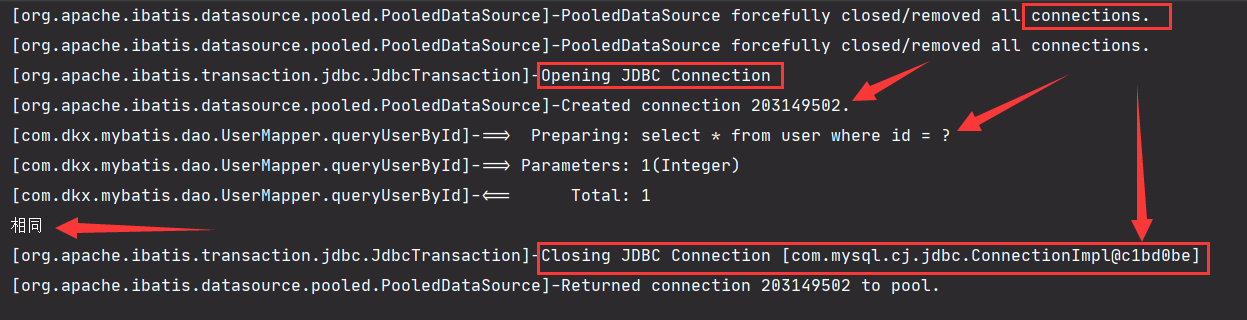 [org.apache.ibatis.datasource.pooled.PooledDataSource]-PooledDataSource forcefully closed/removed all connections.
[org.apache.ibatis.datasource.pooled.PooledDataSource]-PooledDataSource forcefully closed/removed all connections.
[org.apache.ibatis.transaction.jdbc.JdbcTransaction]-Opening JDBC Connection
[org.apache.ibatis.datasource.pooled.PooledDataSource]-Created connection 203149502.
[com.dkx.mybatis.dao.UserMapper.queryUserById]-==>  Preparing: select * from user where id = ?
[com.dkx.mybatis.dao.UserMapper.queryUserById]-==> Parameters: 1(Integer)
[com.dkx.mybatis.dao.UserMapper.queryUserById]-<==      Total: 1
相同
[org.apache.ibatis.transaction.jdbc.JdbcTransaction]-Closing JDBC Connection [com.mysql.cj.jdbc.ConnectionImpl@c1bd0be]
[org.apache.ibatis.datasource.pooled.PooledDataSource]-Returned connection 203149502 to pool.